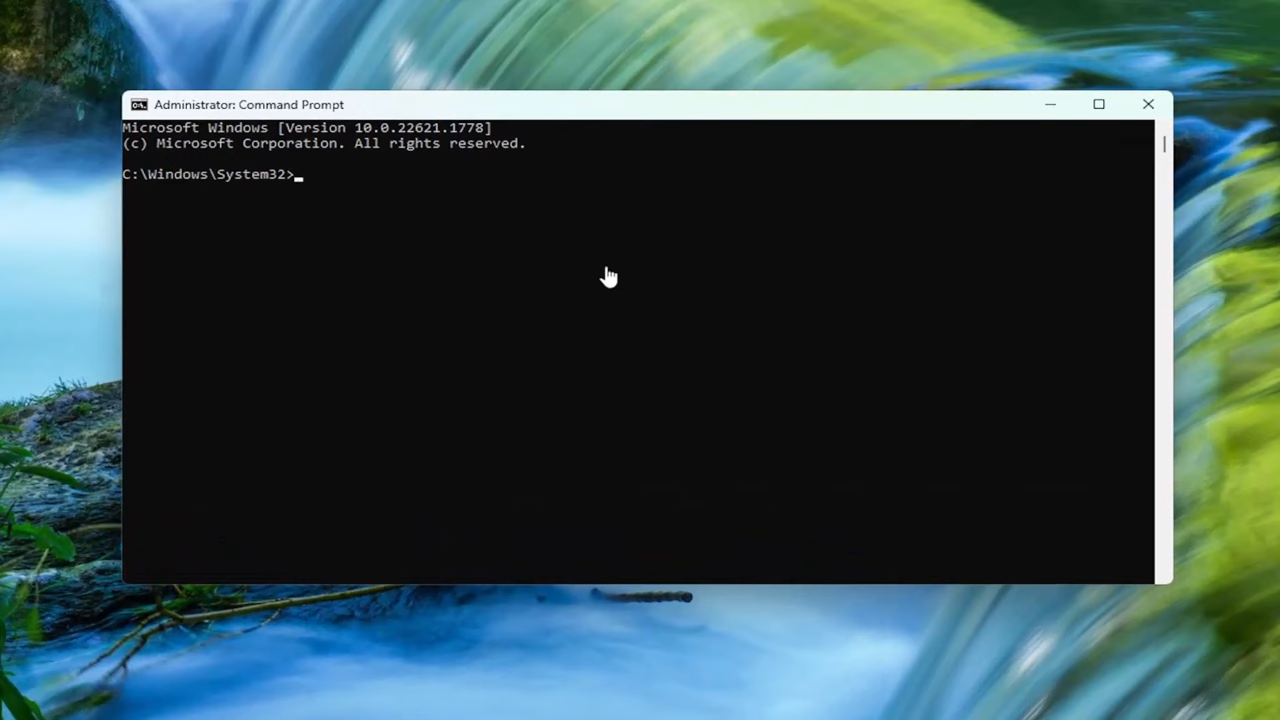 Administrator: Command Prompt
Microsoft Windows [Version 10.0.22621.1778]
(c) Microsoft Corporation. All rights reserved.
C:\Windows\System32>